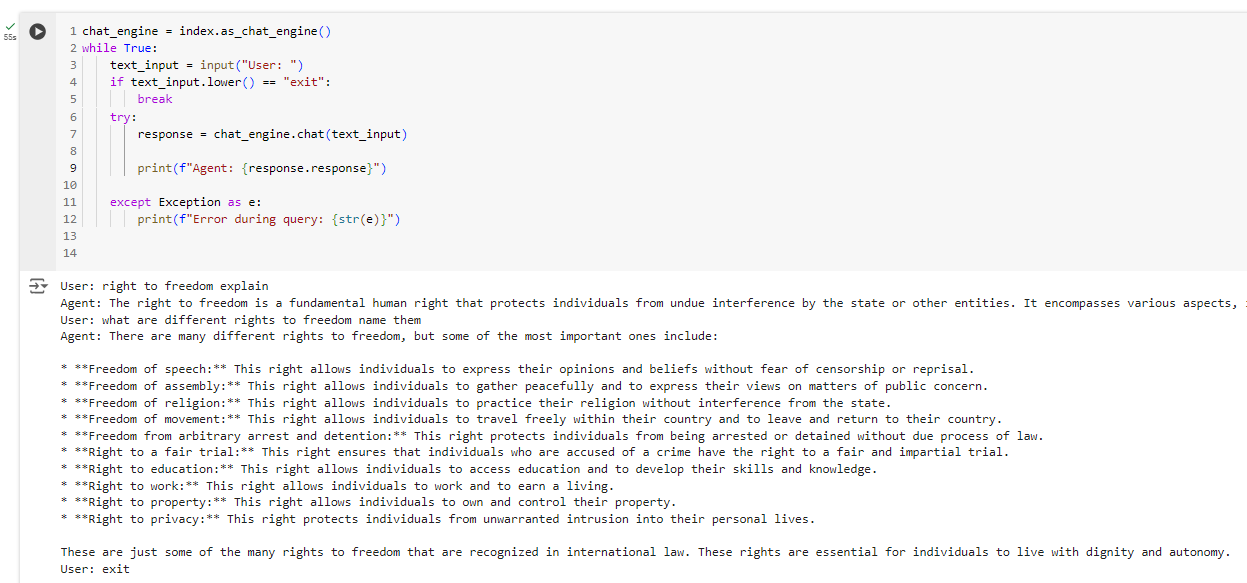 55s
1 chat_engine = index.as_chat_engine()
2 while True:
3     text_input = input("User: ")
4     if text_input.lower() == "exit":
5         break
6     try:
7         response = chat_engine.chat(text_input)
8
9         print(f"Agent: {response.response}")
10
11     except Exception as e:
12         print(f"Error during query: {str(e)}")
13
14
User: right to freedom explain
Agent: The right to freedom is a fundamental human right that protects individuals from undue interference by the state or other entities. It encompasses various aspects,
User: what are different rights to freedom name them
Agent: There are many different rights to freedom, but some of the most important ones include:
* **Freedom of speech:** This right allows individuals to express their opinions and beliefs without fear of censorship or reprisal.
* **Freedom of assembly:** This right allows individuals to gather peacefully and to express their views on matters of public concern.
* **Freedom of religion:** This right allows individuals to practice their religion without interference from the state.
* **Freedom of movement:** This right allows individuals to travel freely within their country and to leave and return to their country.
* **Freedom from arbitrary arrest and detention:** This right protects individuals from being arrested or detained without due process of law.
* **Right to a fair trial:** This right ensures that individuals who are accused of a crime have the right to a fair and impartial trial.
* **Right to education:** This right allows individuals to access education and to develop their skills and knowledge.
* **Right to work:** This right allows individuals to work and to earn a living.
* **Right to property:** This right allows individuals to own and control their property.
* **Right to privacy:** This right protects individuals from unwarranted intrusion into their personal lives.
These are just some of the many rights to freedom that are recognized in international law. These rights are essential for individuals to live with dignity and autonomy.
User: exit